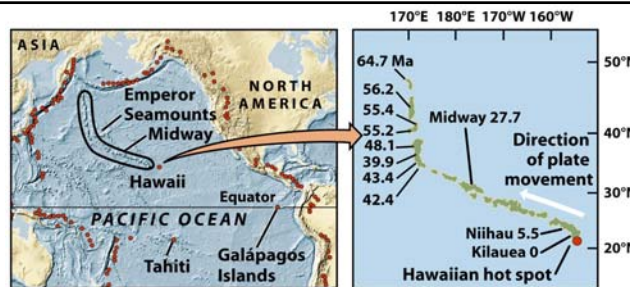 ASIA
Emperor
Seamounts
Midway
NORTH
AMERICA
Hawaii
Equator
PACIFIC OCEAN
Tahiti
Galápagos
Islands
170°E 180°E 170°W 160°W
64.7 Ma
56.2
55.4
55.2
48.1
39.9
43.4
42.4
Midway 27.7
Direction
of plate
movement
Niihau 5.5
Kilauea 0
Hawaiian hot spot
50°N
40°N
30°N
20°N